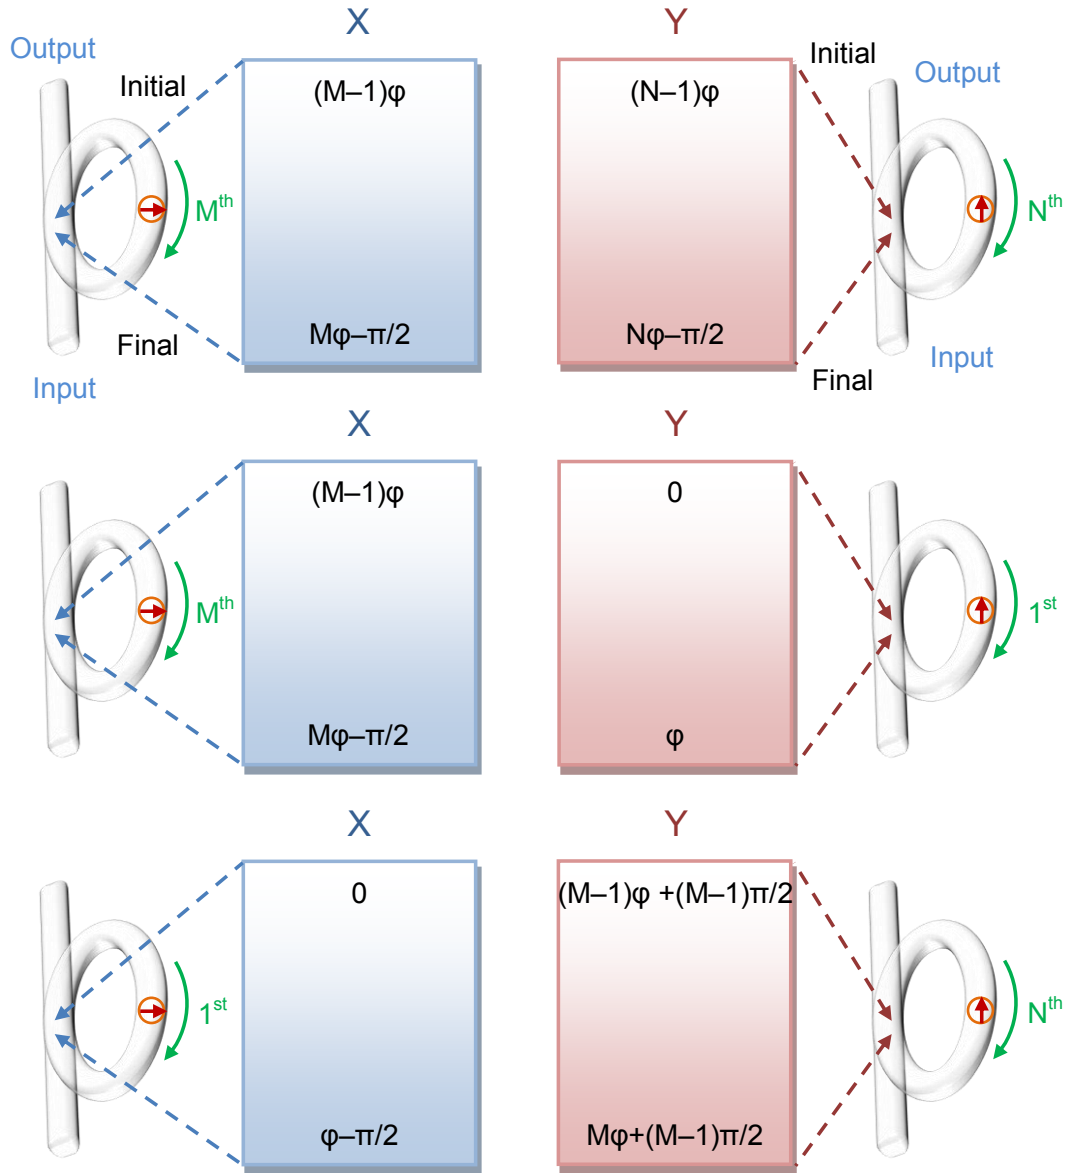 X
Y
Output
Initial
(M–1)φ
(N–1)φ
Initial
Output
Mᵗʰ
Nᵗʰ
Final
Mφ–π/2
Nφ–π/2
Final
Input
Input
X
Y
(M–1)φ
0
Mᵗʰ
1ˢᵗ
Mφ–π/2
φ
X
Y
0
(M–1)φ +(M–1)π/2
1ˢᵗ
Nᵗʰ
φ–π/2
Mφ+(M–1)π/2